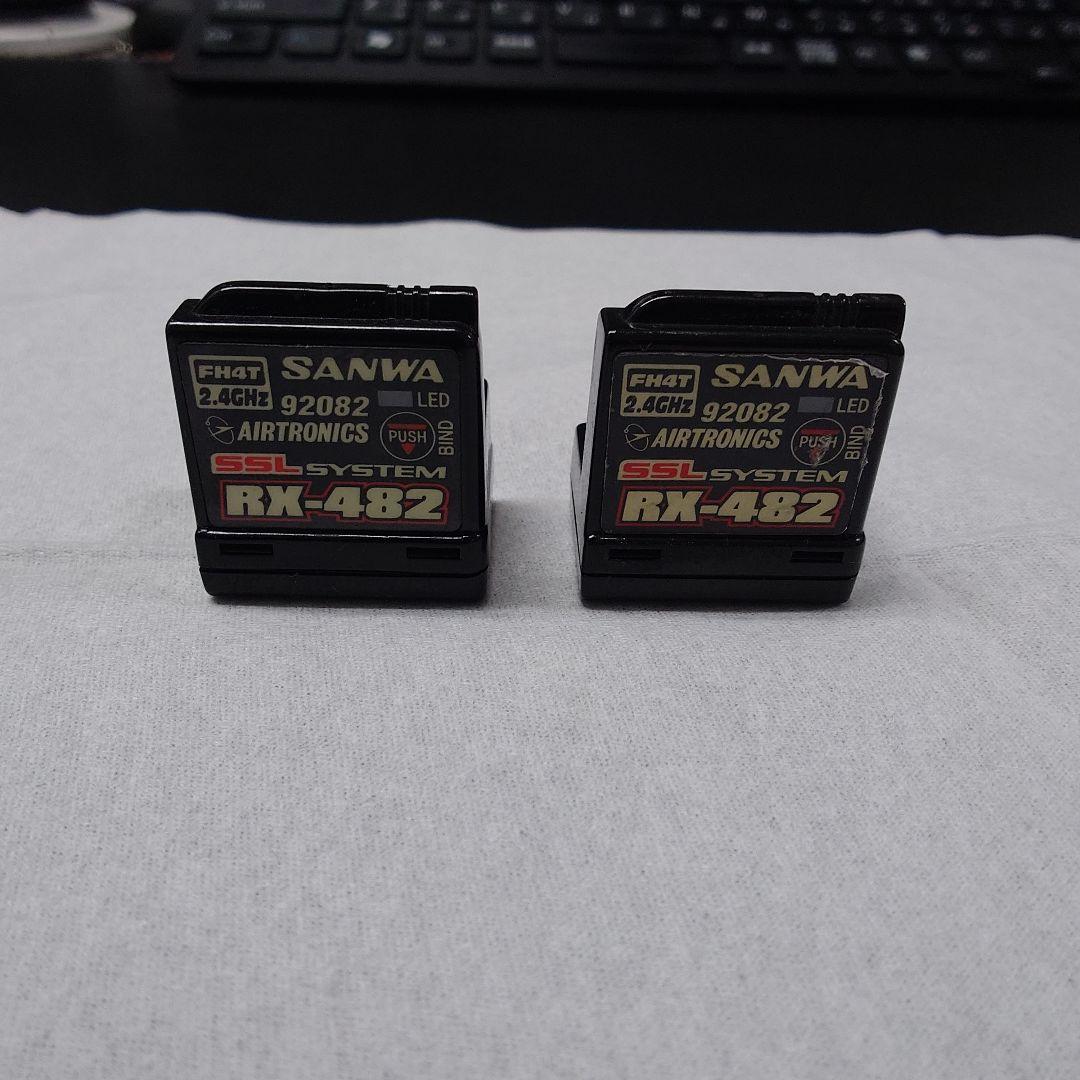 FH4T SANWA
2.4GHz 92082 LED
AIRTRONICS PUSH BIND
SSL SYSTEM
RX-482
FH4T SANWA
2.4GHz 92082 LED
AIRTRONICS PUSH BIND
SSL SYSTEM
RX-482